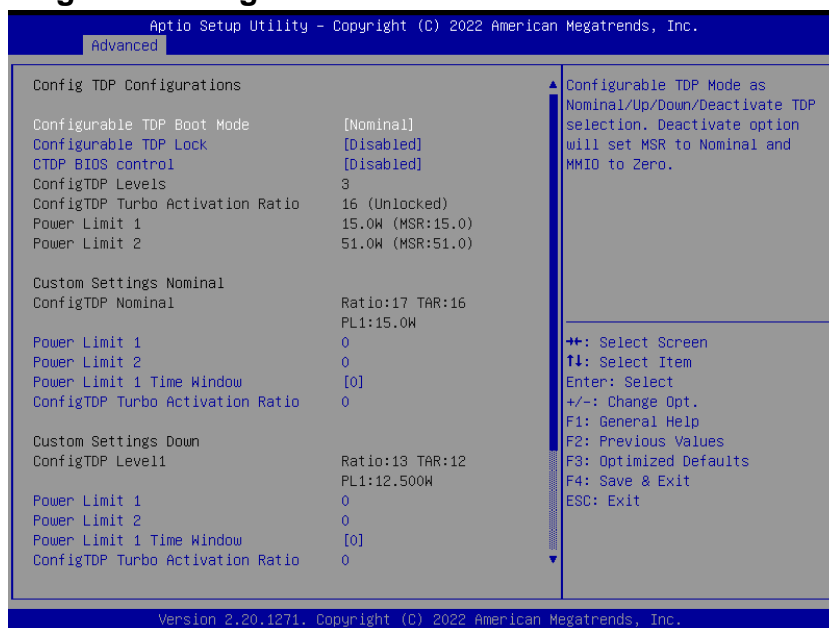 Aptio Setup Utility – Copyright (C) 2022 American Megatrends, Inc.
Advanced
Config TDP Configurations
Configurable TDP Boot Mode [Nominal]
Configurable TDP Lock [Disabled]
CTDP BIOS control [Disabled]
ConfigTDP Levels 3
ConfigTDP Turbo Activation Ratio 16 (Unlocked)
Power Limit 1 15.0W (MSR:15.0)
Power Limit 2 51.0W (MSR:51.0)
Custom Settings Nominal
ConfigTDP Nominal Ratio:17 TAR:16
PL1:15.0W
Power Limit 1 0
Power Limit 2 0
Power Limit 1 Time Window [0]
ConfigTDP Turbo Activation Ratio 0
Custom Settings Down
ConfigTDP Level1 Ratio:13 TAR:12
PL1:12.500W
Power Limit 1 0
Power Limit 2 0
Power Limit 1 Time Window [0]
ConfigTDP Turbo Activation Ratio 0
Configurable TDP Mode as
Nominal/Up/Down/Deactivate TDP
selection. Deactivate option
will set MSR to Nominal and
MMIO to Zero.
→←: Select Screen
↑↓: Select Item
Enter: Select
+/-: Change Opt.
F1: General Help
F2: Previous Values
F3: Optimized Defaults
F4: Save & Exit
ESC: Exit
Version 2.20.1271. Copyright (C) 2022 American Megatrends, Inc.